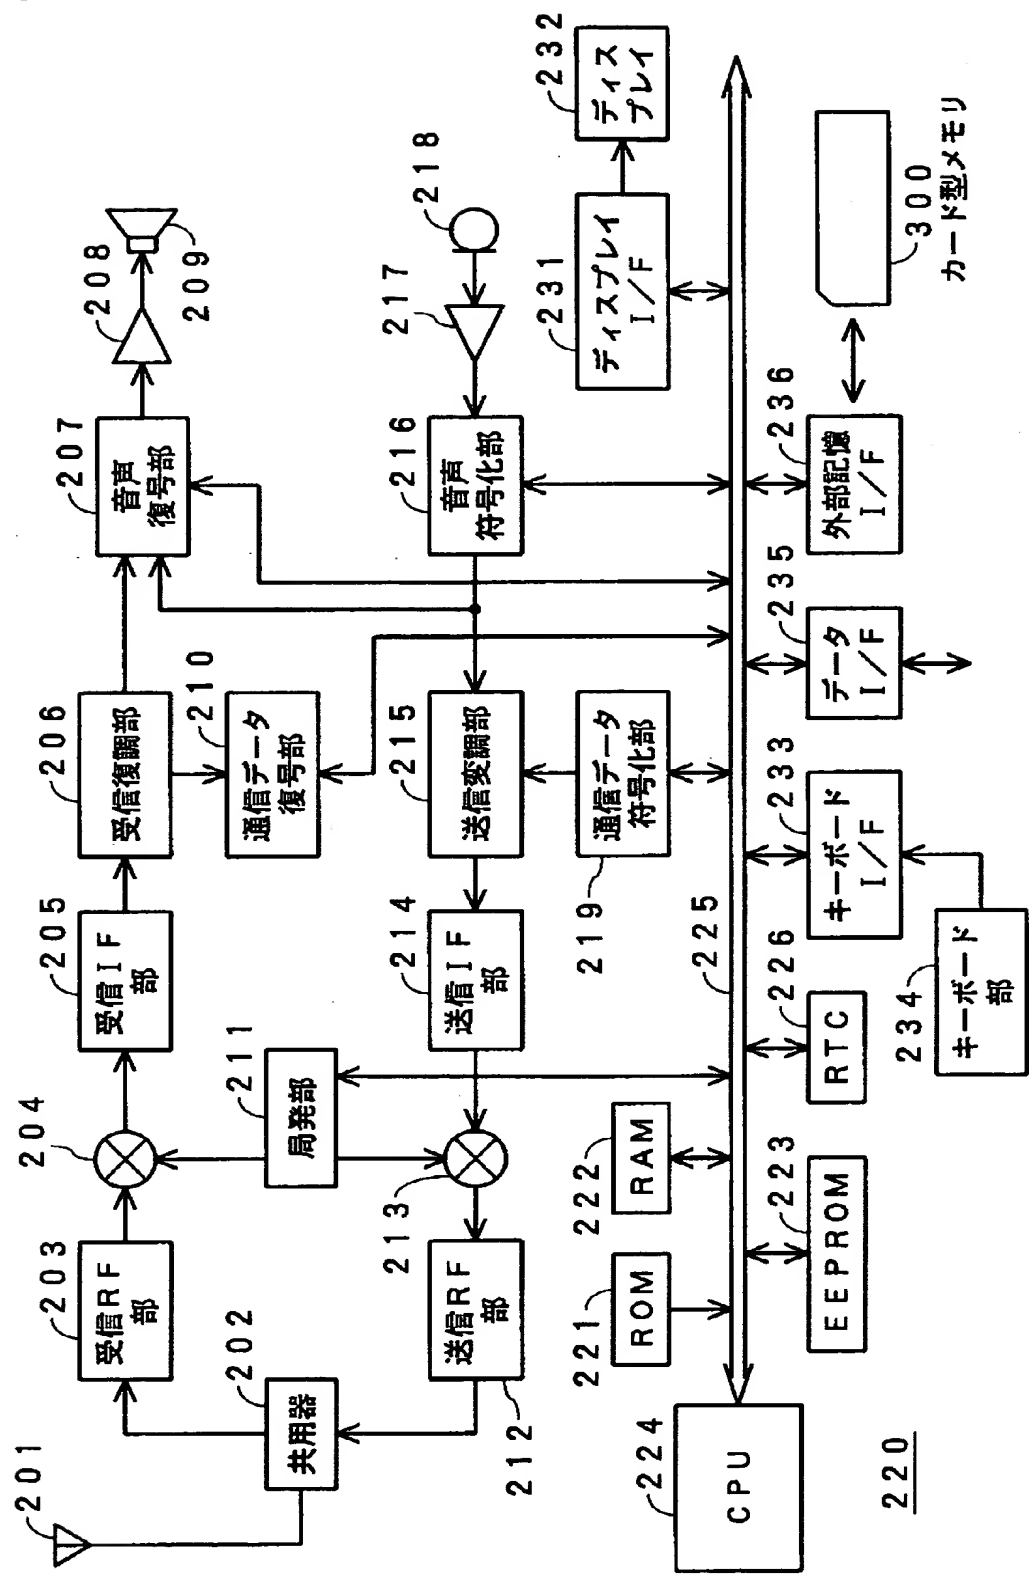 201
202
共用器
203
受信RF
部
204
205
受信IF
部
206
受信復調部
207
音声
復号部
208
209
210
通信データ
復号部
211
局発部
212
送信RF
部
213
214
送信IF
部
215
送信変調部
216
音声
符号化部
217
218
219
通信データ
符号化部
221
ROM
222
RAM
231
ディスプレイ
I/F
232
ディス
プレイ
224
CPU
225
223
EEPROM
226
RTC
233
キーボード
I/F
234
キーボード
部
235
データ
I/F
236
外部記憶
I/F
300
カード型メモリ
220